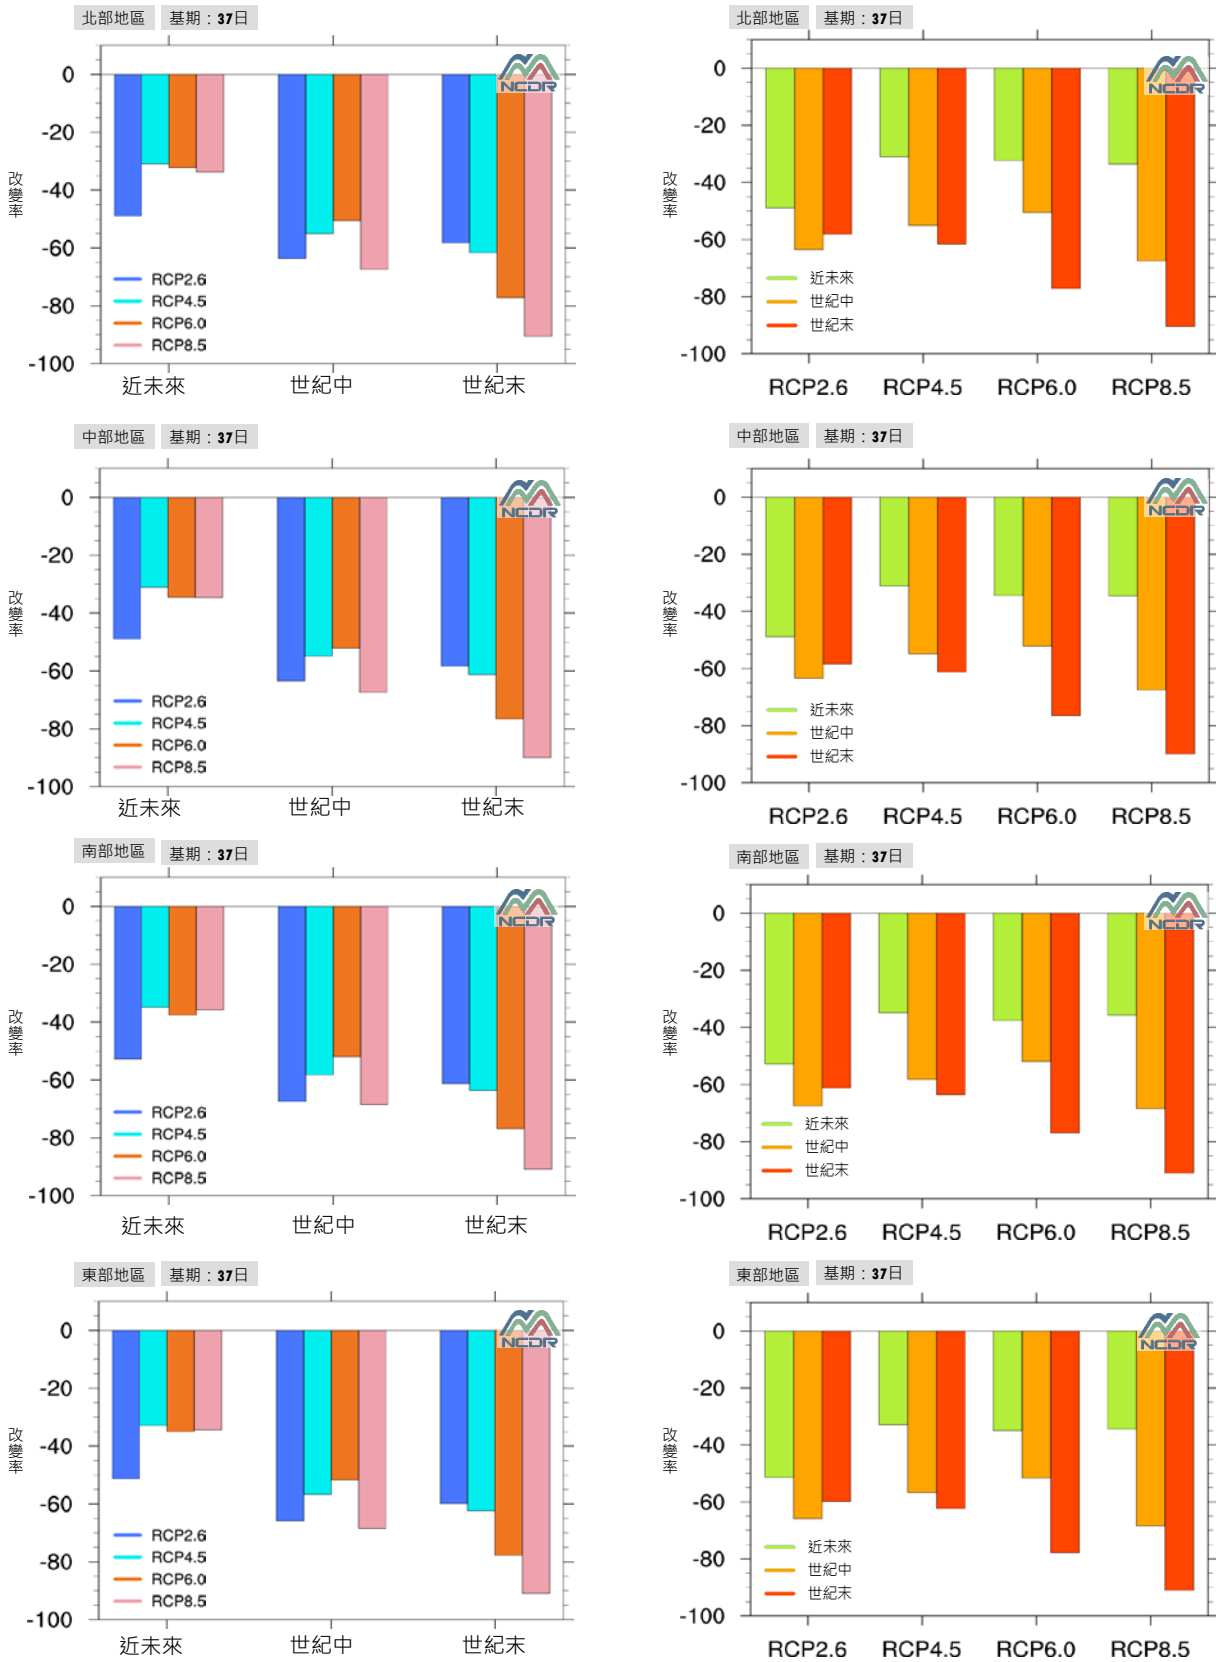 北部地區 基期：37日
0
-20
-40
-60
-80
-100
改變率
RCP2.6
RCP4.5
RCP6.0
RCP8.5
近未來 世紀中 世紀末
NCDR
北部地區 基期：37日
0
-20
-40
-60
-80
-100
改變率
近未來
世紀中
世紀末
RCP2.6 RCP4.5 RCP6.0 RCP8.5
NCDR
中部地區 基期：37日
0
-20
-40
-60
-80
-100
改變率
RCP2.6
RCP4.5
RCP6.0
RCP8.5
近未來 世紀中 世紀末
NCDR
中部地區 基期：37日
0
-20
-40
-60
-80
-100
改變率
近未來
世紀中
世紀末
RCP2.6 RCP4.5 RCP6.0 RCP8.5
NCDR
南部地區 基期：37日
0
-20
-40
-60
-80
-100
改變率
RCP2.6
RCP4.5
RCP6.0
RCP8.5
近未來 世紀中 世紀末
NCDR
南部地區 基期：37日
0
-20
-40
-60
-80
-100
改變率
近未來
世紀中
世紀末
RCP2.6 RCP4.5 RCP6.0 RCP8.5
NCDR
東部地區 基期：37日
0
-20
-40
-60
-80
-100
改變率
RCP2.6
RCP4.5
RCP6.0
RCP8.5
近未來 世紀中 世紀末
NCDR
東部地區 基期：37日
0
-20
-40
-60
-80
-100
改變率
近未來
世紀中
世紀末
RCP2.6 RCP4.5 RCP6.0 RCP8.5
NCDR